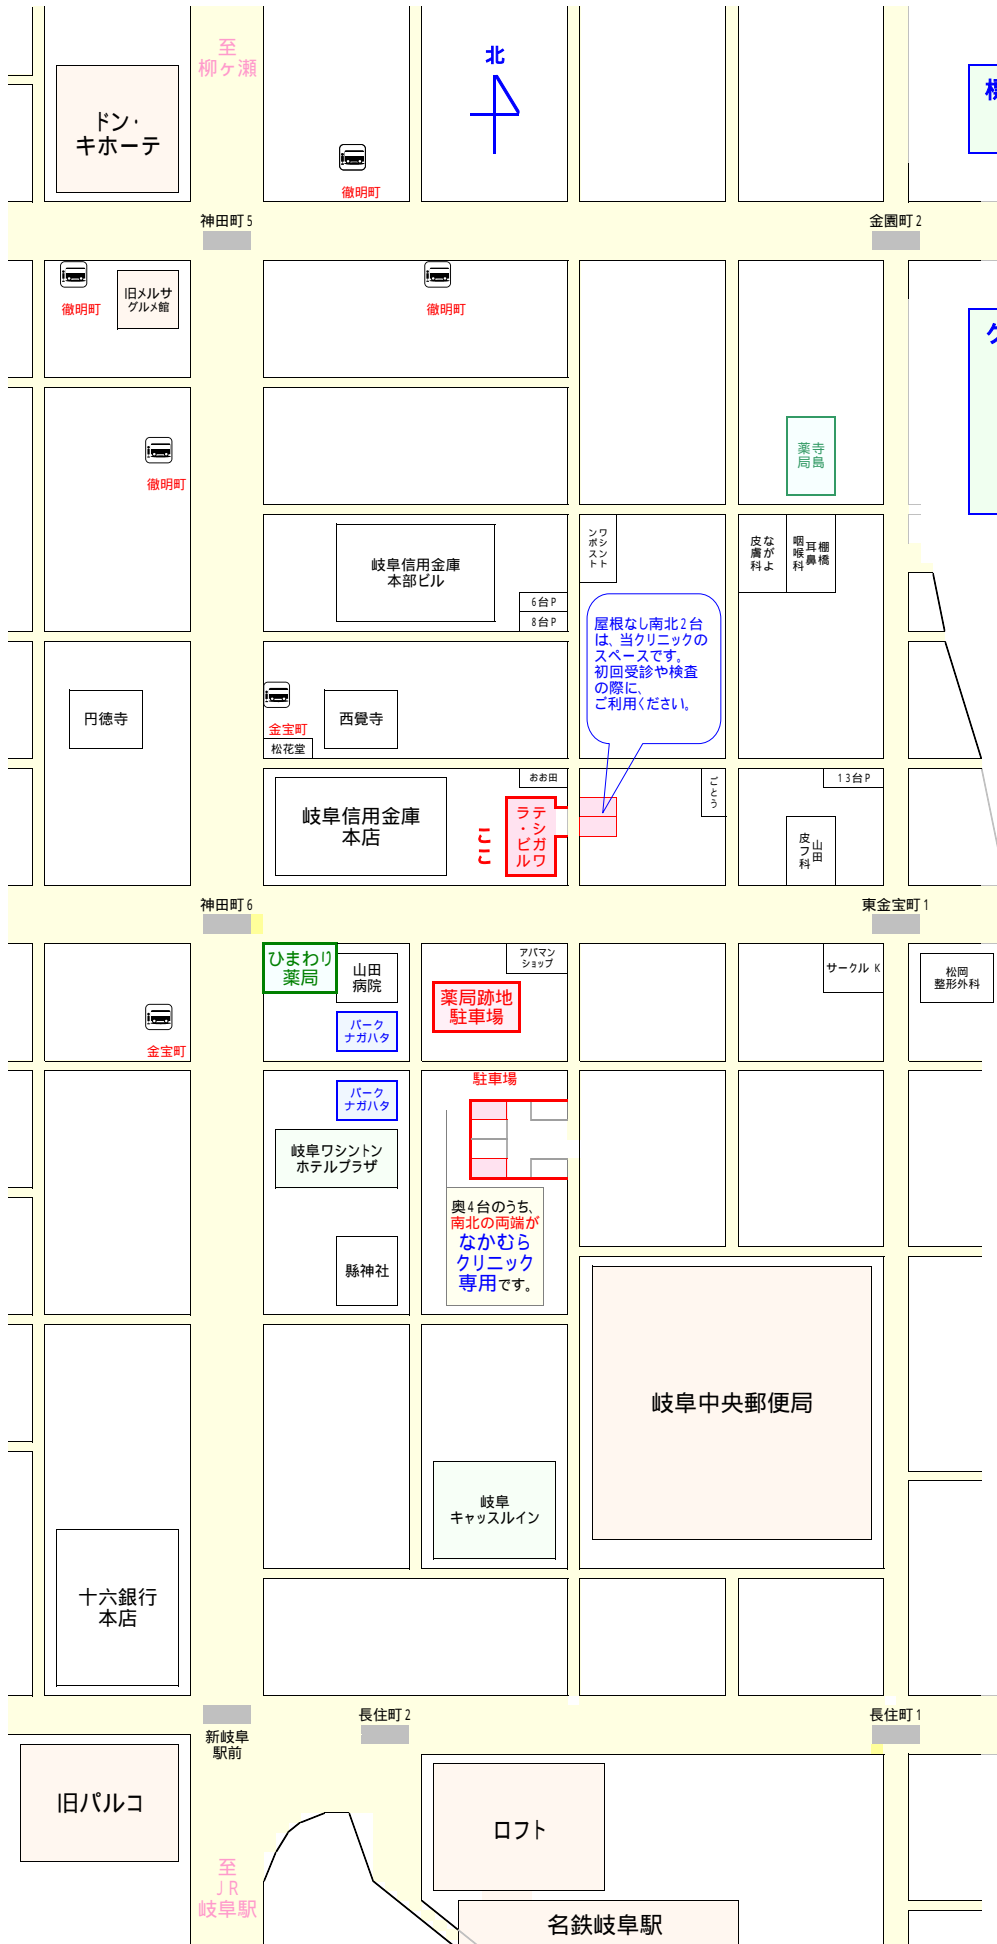 至
柳ヶ瀬
北
ドン・
キホーテ
徹明町
神田町5
金園町2
徹明町
旧メルサ
グルメ館
徹明町
徹明町
寺島
薬局
岐阜信用金庫
本部ビル
ワシント
ンポスト
ながよ
皮膚科
棚橋
耳鼻
咽喉科
6台P
8台P
屋根なし南北2台
は、当クリニックの
スペースです。
初回受診や検査
の際に、
ご利用ください。
円徳寺
金宝町
松花堂
西覺寺
岐阜信用金庫
本店
おお田
ここ
テシガワ
ラ・ビル
ごとう
13台P
山田
皮フ科
神田町6
東金宝町1
ひまわり
薬局
山田
病院
アパマン
ショップ
薬局跡地
駐車場
サークル K
松岡
整形外科
パーク
ナガハタ
金宝町
パーク
ナガハタ
駐車場
岐阜ワシントン
ホテルプラザ
奥4台のうち、
南北の両端が
なかむら
クリニック
専用です。
縣神社
岐阜中央郵便局
岐阜
キャッスルイン
十六銀行
本店
新岐阜
駅前
長住町2
長住町1
旧パルコ
ロフト
至
JR
岐阜駅
名鉄岐阜駅